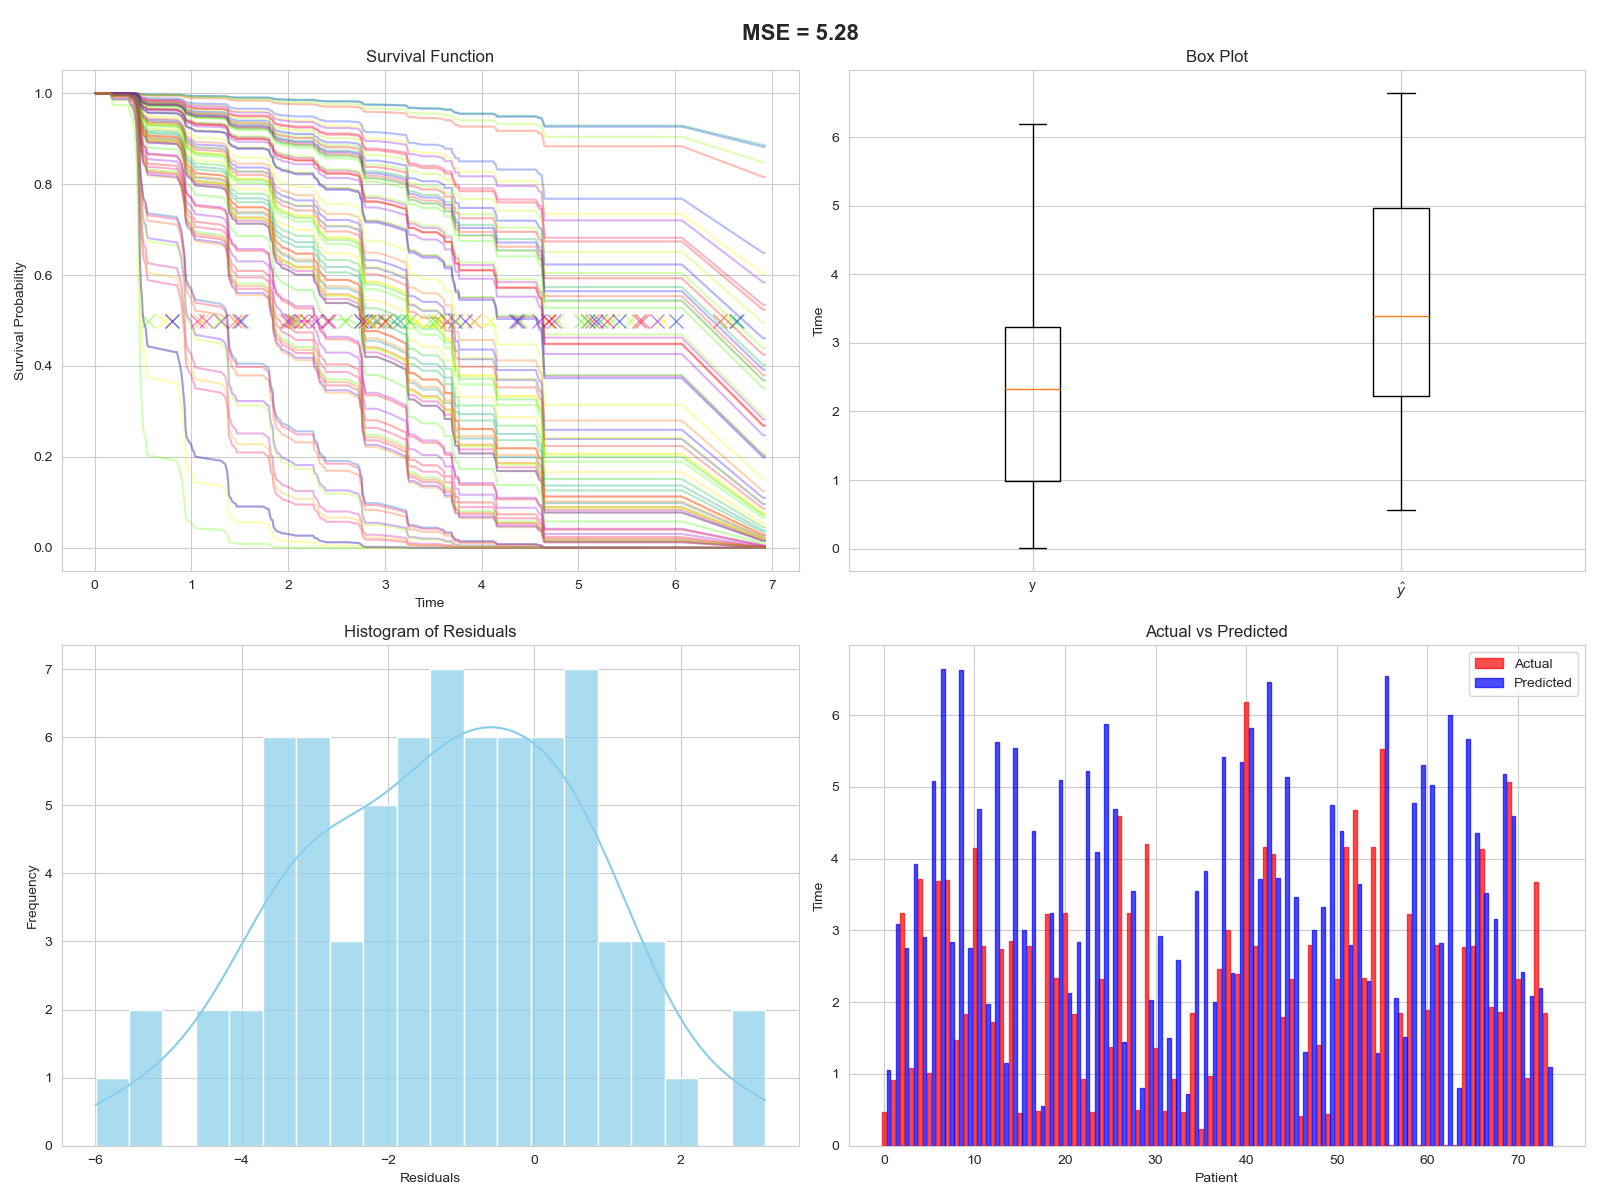 MSE = 5.28
Survival Function
Survival Probability
1.0
0.8
0.6
0.4
0.2
0.0
0 1 2 3 4 5 6 7
Time
Box Plot
Time
6
5
4
3
2
1
0
y ŷ
Histogram of Residuals
Frequency
7
6
5
4
3
2
1
0
−6 −4 −2 0 2
Residuals
Actual vs Predicted
Actual
Predicted
Time
6
5
4
3
2
1
0
0 10 20 30 40 50 60 70
Patient